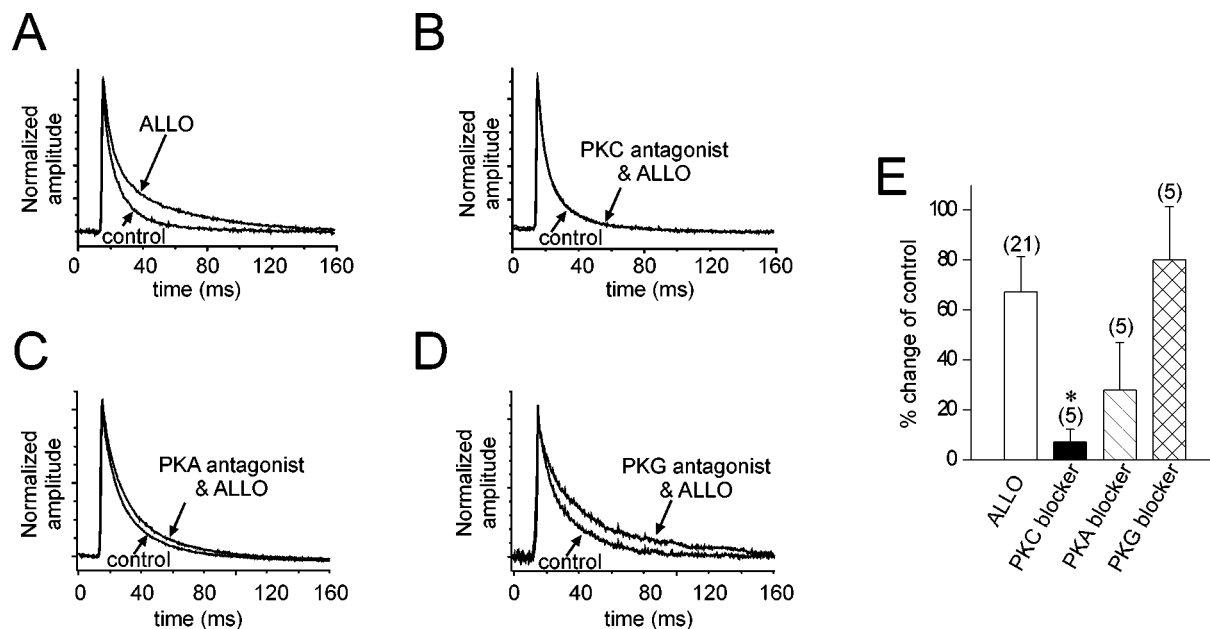 A
Normalized
amplitude
ALLO
control
0 40 80 120 160
time (ms)
B
Normalized
amplitude
PKC antagonist
& ALLO
control
0 40 80 120 160
time (ms)
C
Normalized
amplitude
PKA antagonist
& ALLO
control
0 40 80 120 160
time (ms)
D
Normalized
amplitude
PKG antagonist
& ALLO
control
0 40 80 120 160
time (ms)
E
% change of control
100
80
60
40
20
0
(21)
*
(5)
(5)
(5)
ALLO
PKC blocker
PKA blocker
PKG blocker